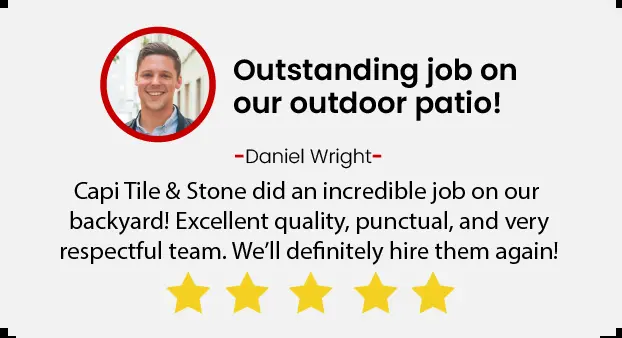 Outstanding job on
our outdoor patio!
-Daniel Wright-
Capi Tile & Stone did an incredible job on our
backyard! Excellent quality, punctual, and very
respectful team. We’ll definitely hire them again!